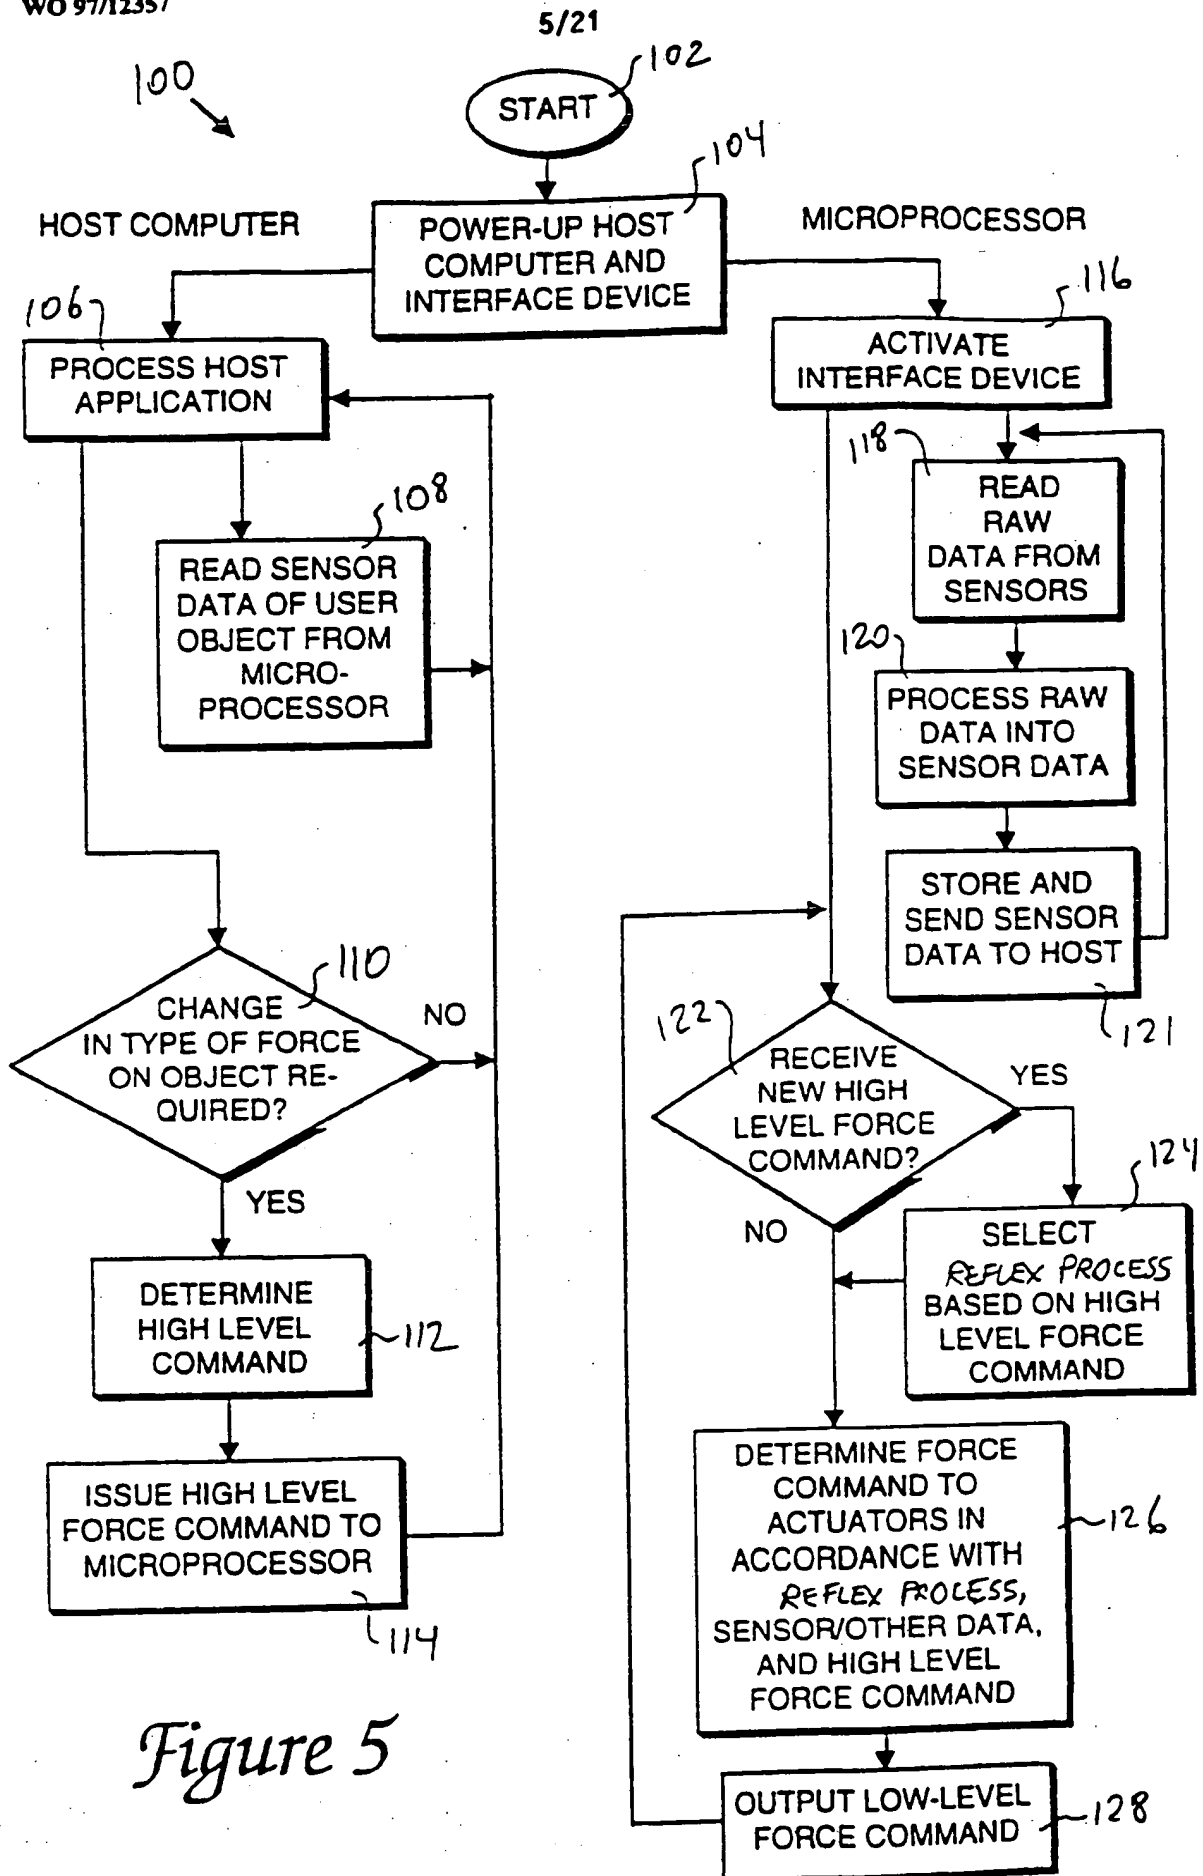 WO 97/12357
5/21
100
102
START
104
HOST COMPUTER
POWER-UP HOST
COMPUTER AND
INTERFACE DEVICE
MICROPROCESSOR
106
PROCESS HOST
APPLICATION
108
READ SENSOR
DATA OF USER
OBJECT FROM
MICRO-
PROCESSOR
110
CHANGE
IN TYPE OF FORCE
ON OBJECT RE-
QUIRED?
NO
YES
DETERMINE
HIGH LEVEL
COMMAND
112
ISSUE HIGH LEVEL
FORCE COMMAND TO
MICROPROCESSOR
114
116
ACTIVATE
INTERFACE DEVICE
118
READ
RAW
DATA FROM
SENSORS
120
PROCESS RAW
DATA INTO
SENSOR DATA
STORE AND
SEND SENSOR
DATA TO HOST
121
122
RECEIVE
NEW HIGH
LEVEL FORCE
COMMAND?
YES
NO
124
SELECT
REFLEX PROCESS
BASED ON HIGH
LEVEL FORCE
COMMAND
DETERMINE FORCE
COMMAND TO
ACTUATORS IN
ACCORDANCE WITH
REFLEX PROCESS,
SENSOR/OTHER DATA,
AND HIGH LEVEL
FORCE COMMAND
126
OUTPUT LOW-LEVEL
FORCE COMMAND
128
Figure 5